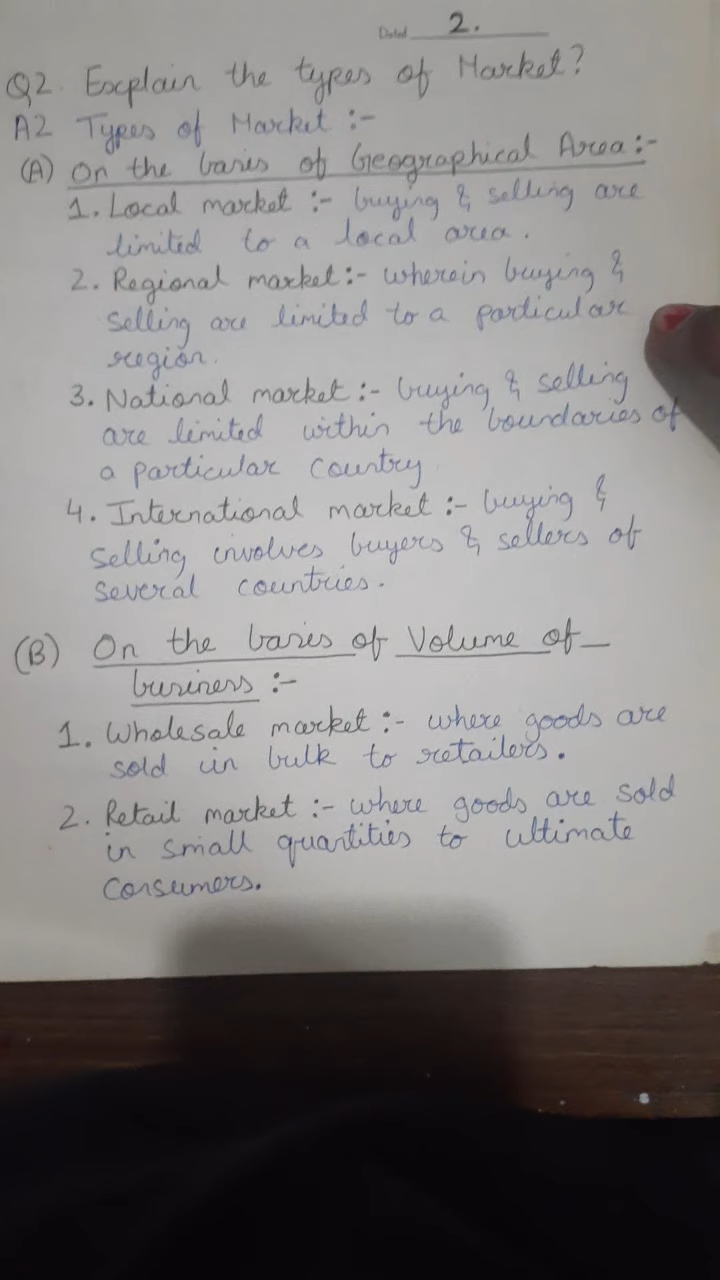 Dated 2.
Q2. Explain the types of Market?
A2 Types of Market :-
(A) On the basis of Geographical Area:-
1. Local market :- buying & selling are
limited to a local area.
2. Regional market:- wherein buying &
selling are limited to a particular
region.
3. National market:- buying & selling
are limited within the boundaries of
a particular country
4. International market :- buying &
selling involves buyers & sellers of
several countries.
(B) On the basis of Volume of
business :-
1. Wholesale market :- where goods are
sold in bulk to retailers.
2. Retail market :- where goods are sold
in small quantities to ultimate
consumers.